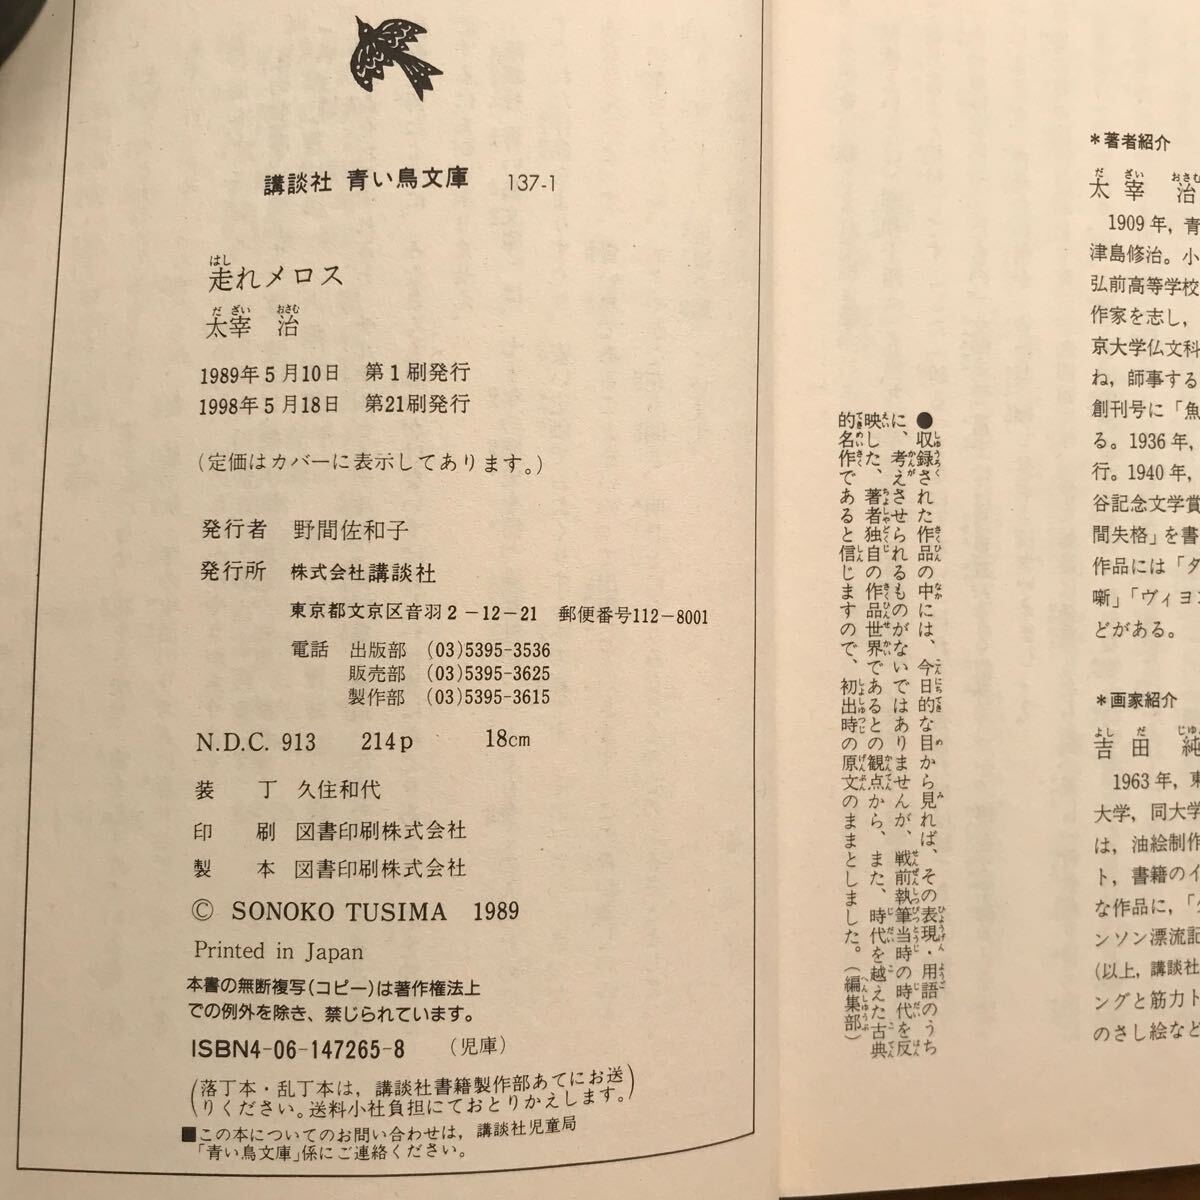 講談社 青い鳥文庫 137-1
はし
走れメロス
だざい おさむ
太宰 治
1989年5月10日 第1刷発行
1998年5月18日 第21刷発行
(定価はカバーに表示してあります。)
発行者 野間佐和子
発行所 株式会社講談社
東京都文京区音羽2-12-21 郵便番号112-8001
電話 出版部 (03)5395-3536
販売部 (03)5395-3625
製作部 (03)5395-3615
N.D.C. 913 214p 18cm
装 丁 久住和代
印 刷 図書印刷株式会社
製 本 図書印刷株式会社
© SONOKO TUSIMA 1989
Printed in Japan
本書の無断複写(コピー)は著作権法上
での例外を除き、禁じられています。
ISBN4-06-147265-8 (児庫)
(落丁本・乱丁本は,講談社書籍製作部あてにお送
りください。送料小社負担にておとりかえします。)
■この本についてのお問い合わせは,講談社児童局
「青い鳥文庫」係にご連絡ください。
●収録された作品の中には、今日的な目から見れば、その表現・用語のうち
に、考えさせられるものがないではありませんが、戦前執筆当時の時代を反
映した、著者独自の作品世界であるとの観点から、また、時代を越えた古典
的名作であると信じますので、初出時の原文のままとしました。(編集部)
*著者紹介
だ ざい おさむ
太 宰 治
1909年,青
津島修治。小
弘前高等学校
作家を志し,
京大学仏文科
ね,師事する
創刊号に「魚
る。1936年,
行。1940年,
谷記念文学賞
間失格」を書
作品には「
噺」「ヴィヨ
どがある。
*画家紹介
よし だ じゅん
吉 田 純
1963年,東
大学,同大学
は,油絵制作
ト,書籍のイ
な作品に,「
ンソン漂流記
(以上,講談社
ングと筋力ト
のさし絵など